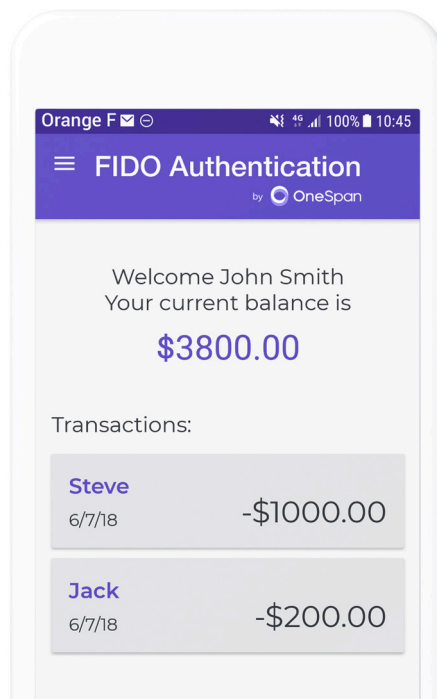 Orange F 4G 100% 10:45
FIDO Authentication
by OneSpan
Welcome John Smith
Your current balance is
$3800.00
Transactions:
Steve
6/7/18
-$1000.00
Jack
6/7/18
-$200.00